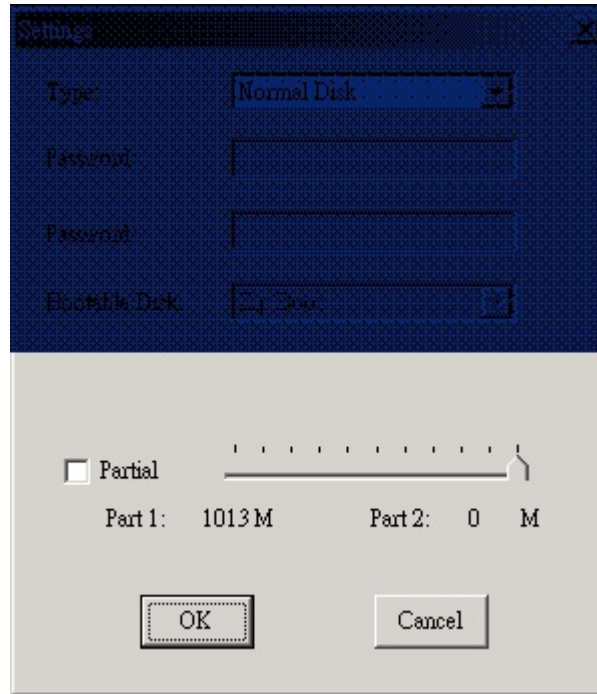 Settings
Type: Normal Disk
Password:
Password:
Bootable Disk:
Partial
Part 1: 1013 M Part 2: 0 M
OK Cancel